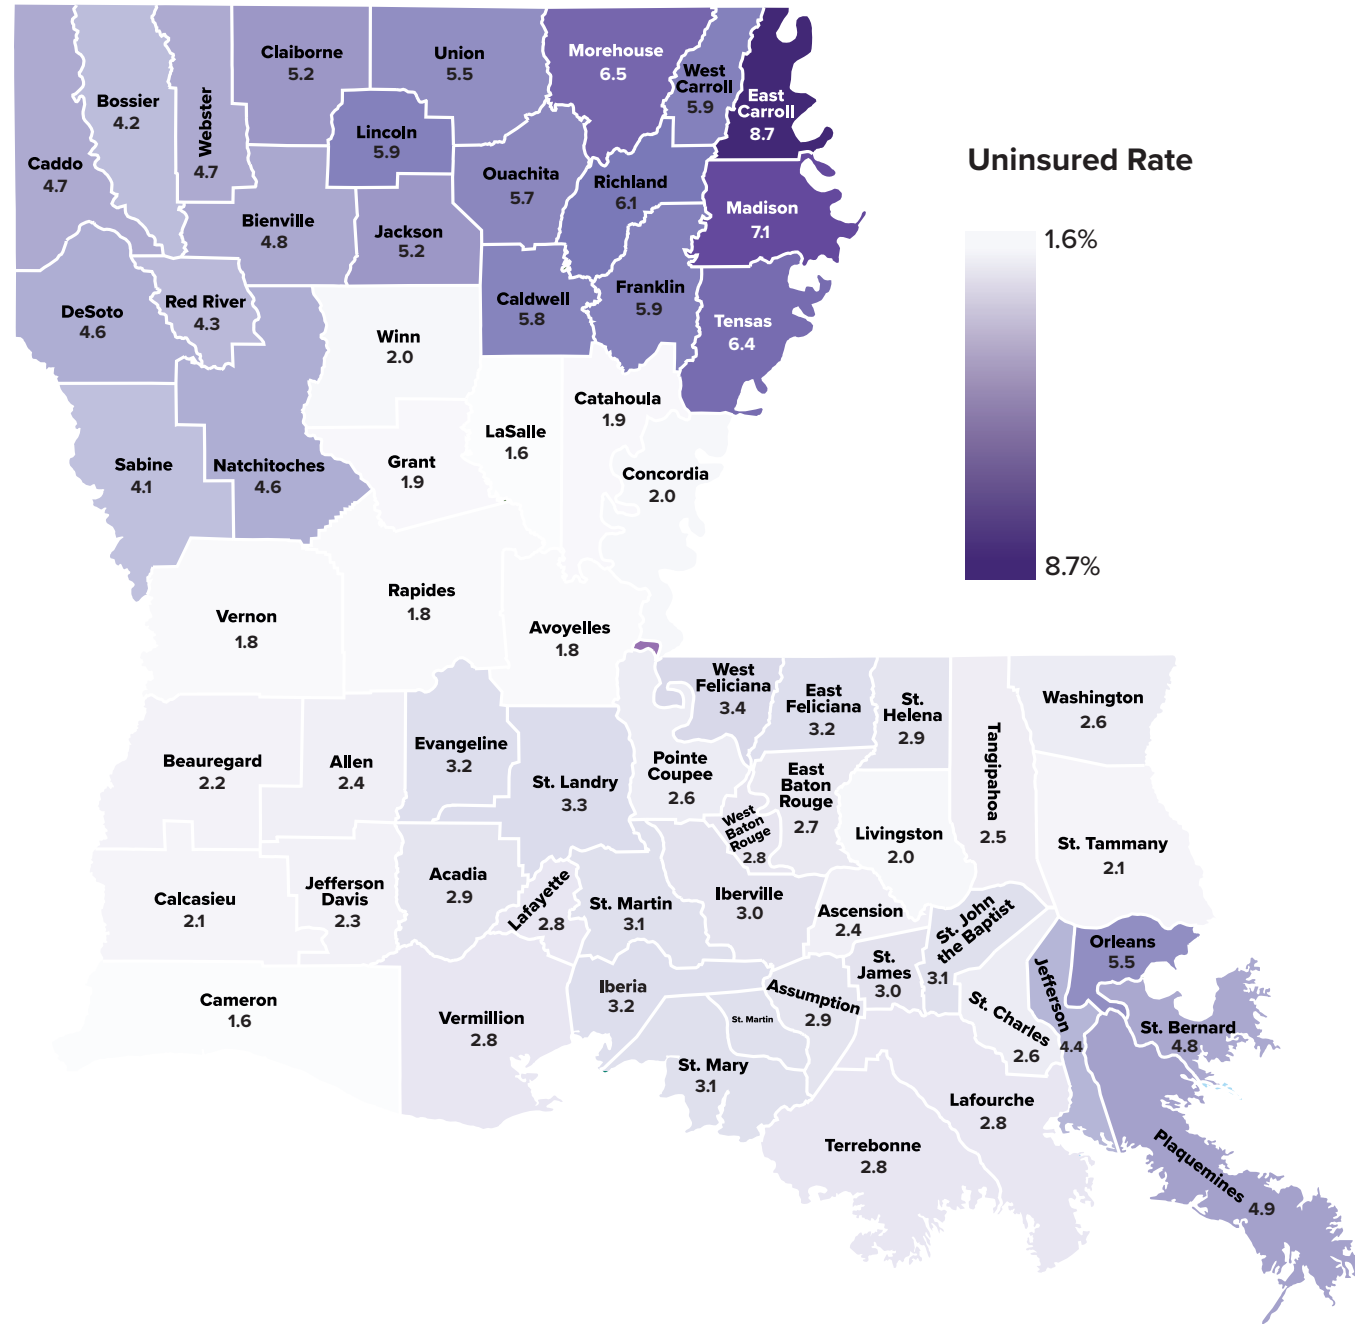 Uninsured Rate
1.6%
8.7%
Caddo
4.7
Bossier
4.2
Webster
4.7
Claiborne
5.2
Union
5.5
Morehouse
6.5
West
Carroll
5.9
East
Carroll
8.7
Lincoln
5.9
Ouachita
5.7
Richland
6.1
Madison
7.1
Bienville
4.8
Jackson
5.2
DeSoto
4.6
Red River
4.3
Caldwell
5.8
Franklin
5.9
Tensas
6.4
Winn
2.0
Catahoula
1.9
LaSalle
1.6
Sabine
4.1
Natchitoches
4.6
Grant
1.9
Concordia
2.0
Vernon
1.8
Rapides
1.8
Avoyelles
1.8
West
Feliciana
3.4
East
Feliciana
3.2
St.
Helena
2.9
Tangipahoa
2.5
Washington
2.6
Beauregard
2.2
Allen
2.4
Evangeline
3.2
St. Landry
3.3
Pointe
Coupee
2.6
East
Baton
Rouge
2.7
West
Baton
Rouge
2.8
Livingston
2.0
St. Tammany
2.1
Calcasieu
2.1
Jefferson
Davis
2.3
Acadia
2.9
Lafayette
2.8
St. Martin
3.1
Iberville
3.0
Ascension
2.4
St. John
the Baptist
3.1
Orleans
5.5
Cameron
1.6
Vermillion
2.8
Iberia
3.2
St. Martin
Assumption
2.9
St.
James
3.0
St. Charles
2.6
Jefferson
4.4
St. Bernard
4.8
St. Mary
3.1
Lafourche
2.8
Terrebonne
2.8
Plaquemines
4.9